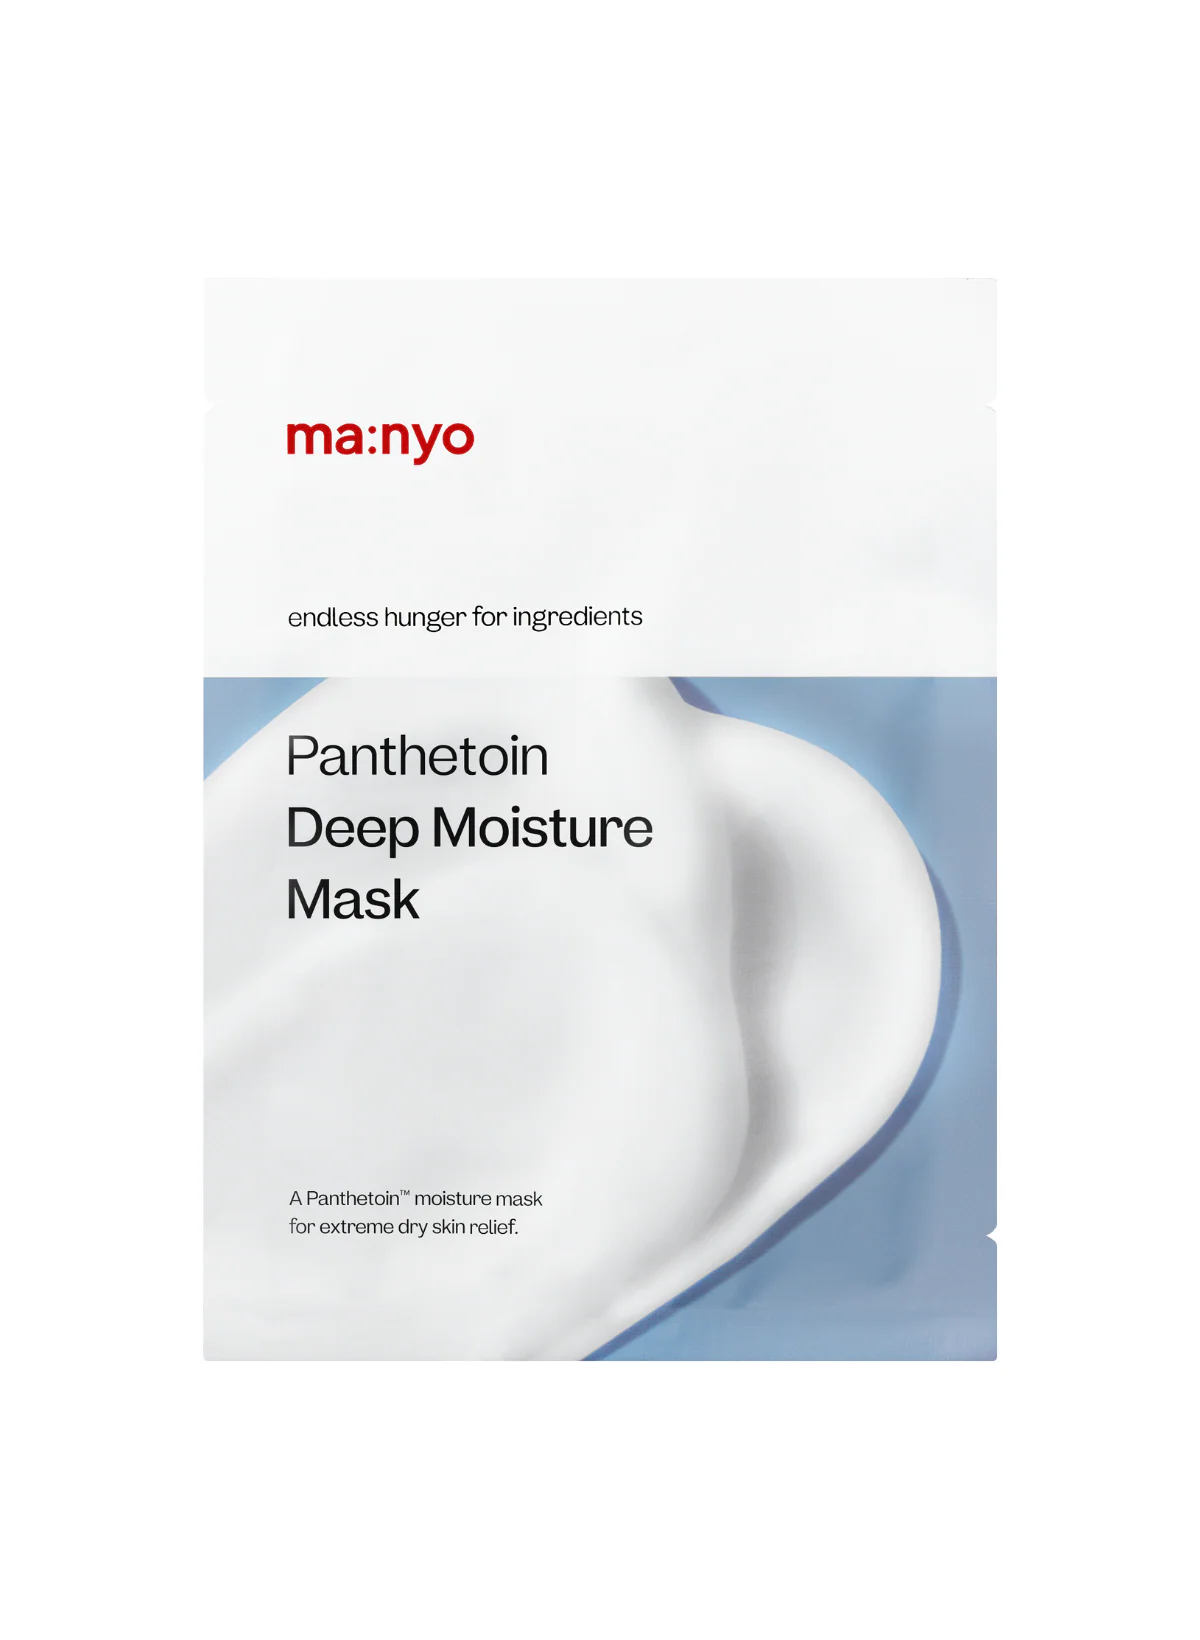 ma:nyo
endless hunger for ingredients
Panthetoin
Deep Moisture
Mask
A Panthetoin™ moisture mask
for extreme dry skin relief.